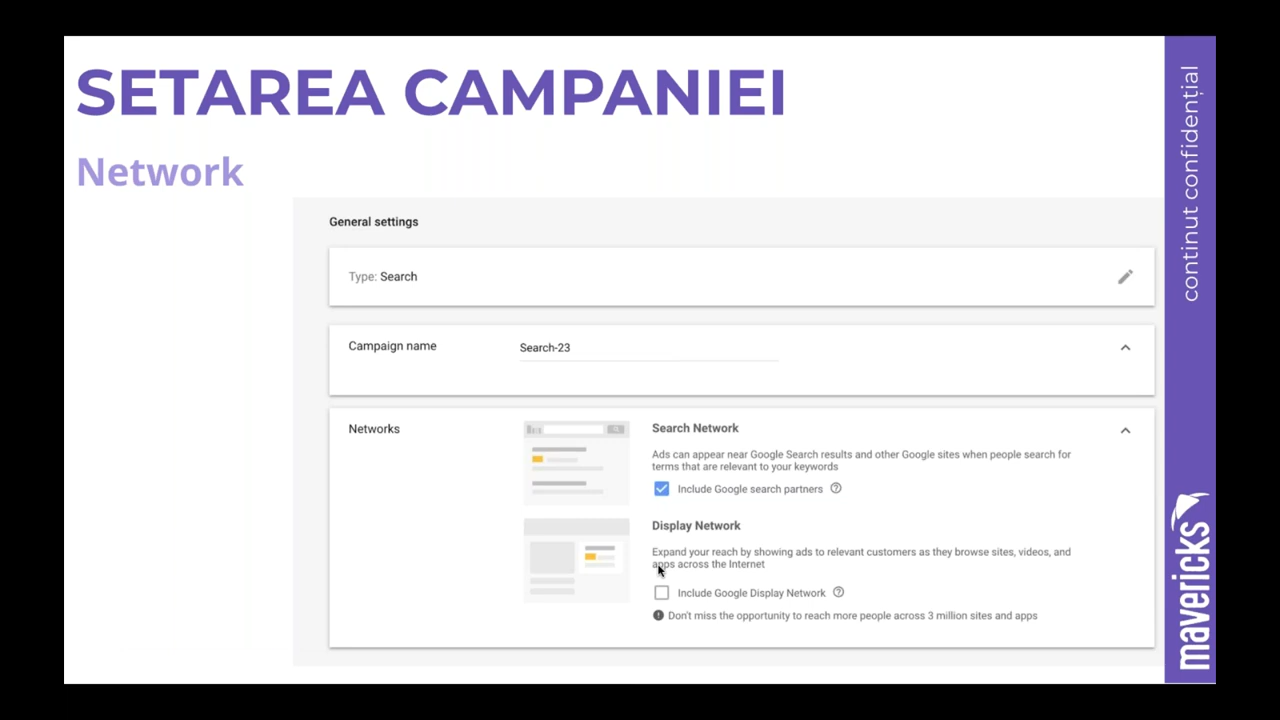 SETAREA CAMPANIEI
Network
General settings
Type: Search
Campaign name
Search-23
Networks
Search Network
Ads can appear near Google Search results and other Google sites when people search for
terms that are relevant to your keywords
Include Google search partners
Display Network
Expand your reach by showing ads to relevant customers as they browse sites, videos, and
apps across the Internet
Include Google Display Network
Don't miss the opportunity to reach more people across 3 million sites and apps
continut confidențial
mavericks